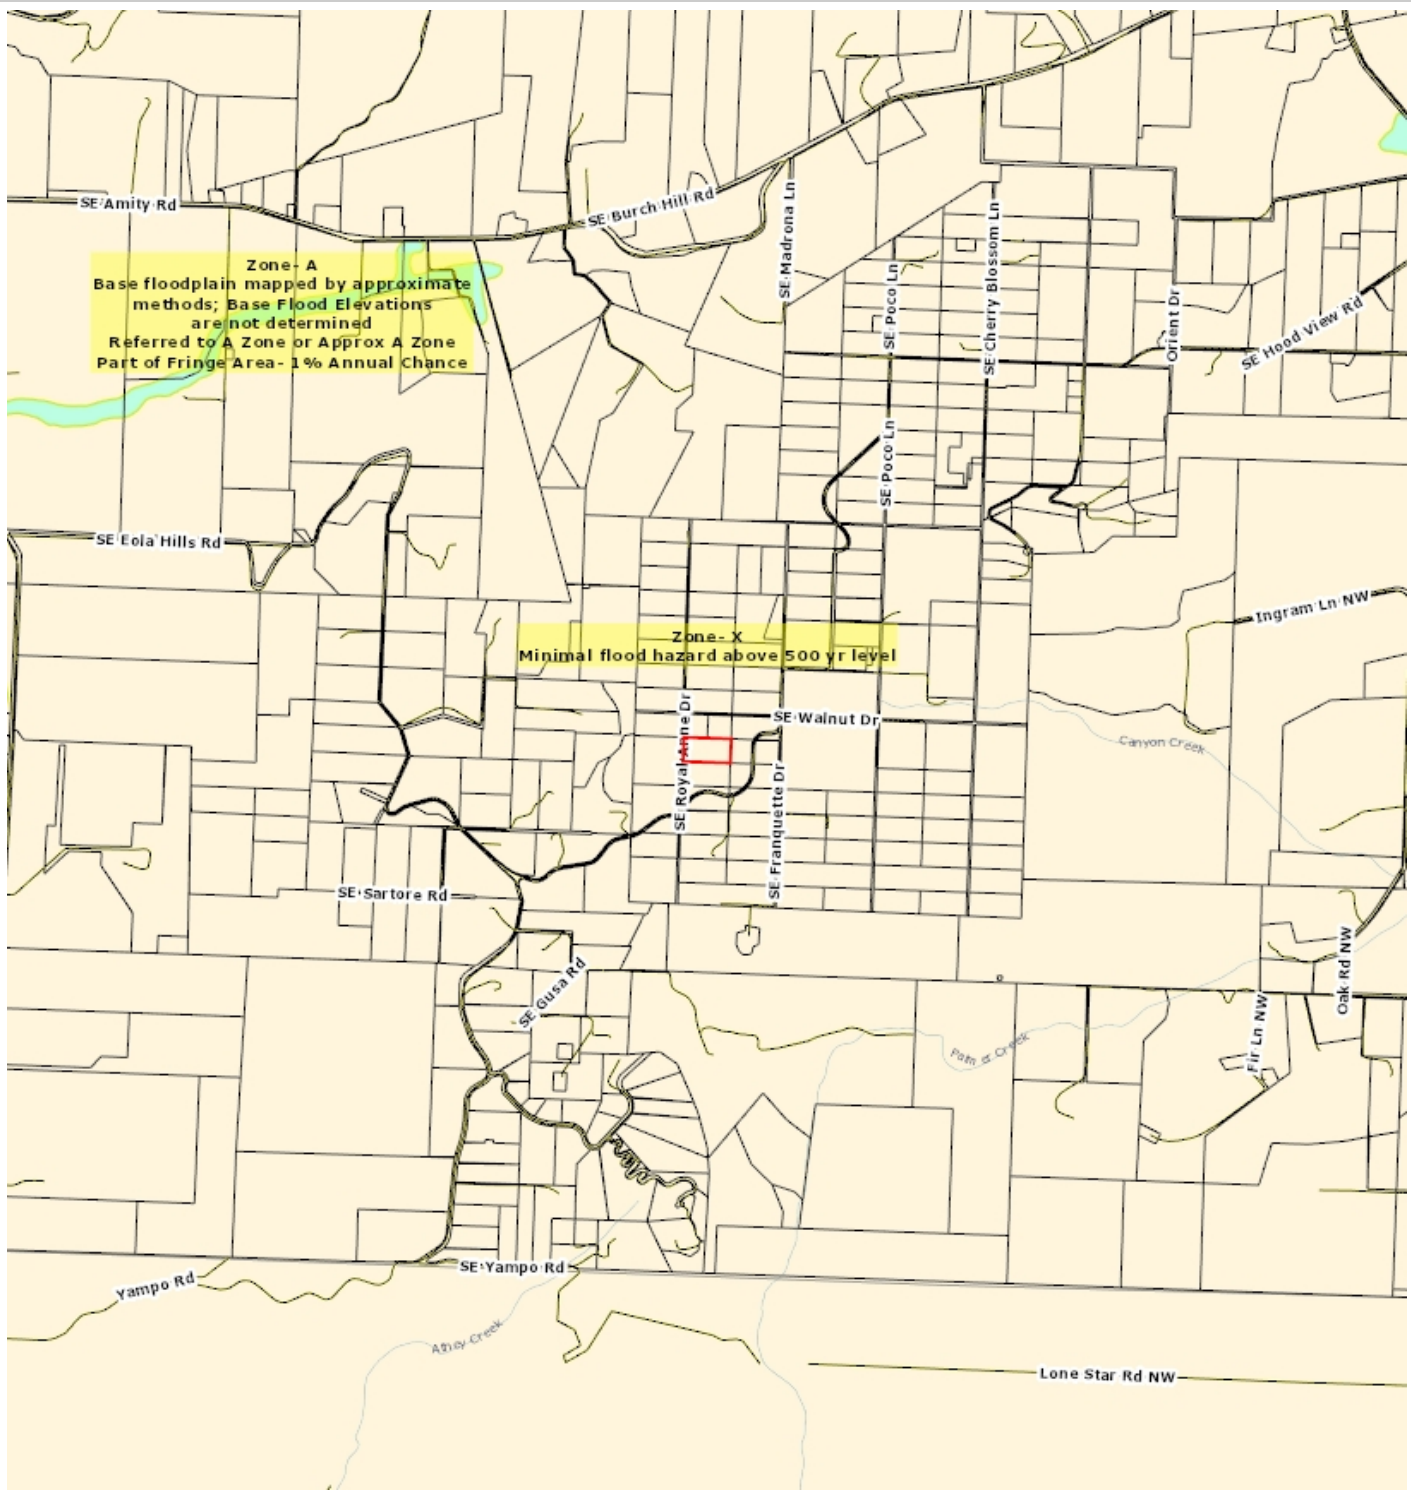 SE Amity Rd
SE Burch Hill Rd
SE Madrona Ln
SE Poco Ln
SE Cherry Blossom Ln
Orient Dr
SE Hood View Rd
Zone- A
Base floodplain mapped by approximate
methods; Base Flood Elevations
are not determined
Referred to A Zone or Approx A Zone
Part of Fringe Area- 1% Annual Chance
SE Poco Ln
SE Eola Hills Rd
Ingram Ln NW
Zone- X
Minimal flood hazard above 500 yr level
SE Royal Anne Dr
SE Walnut Dr
Canyon Creek
SE Franquette Dr
SE Sartore Rd
Oak Rd NW
SE Gusa Rd
Fir Ln NW
Palmer Creek
SE Yampo Rd
Yampo Rd
Athey Creek
Lone Star Rd NW